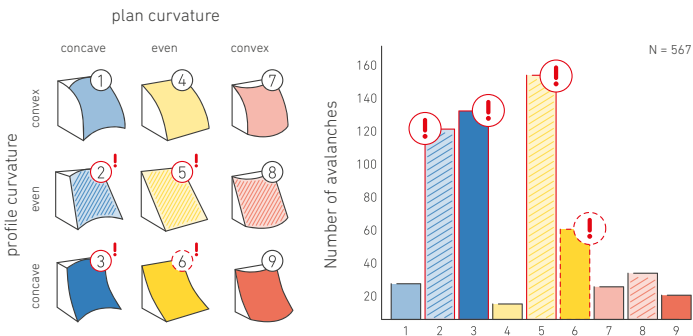 plan curvature
concave even convex
profile curvature
convex
even
concave
1
4
7
2 !
5 !
8
3 !
6 !
9
N = 567
Number of avalanches
160
140
120
100
80
60
40
20
!
!
!
!
1 2 3 4 5 6 7 8 9